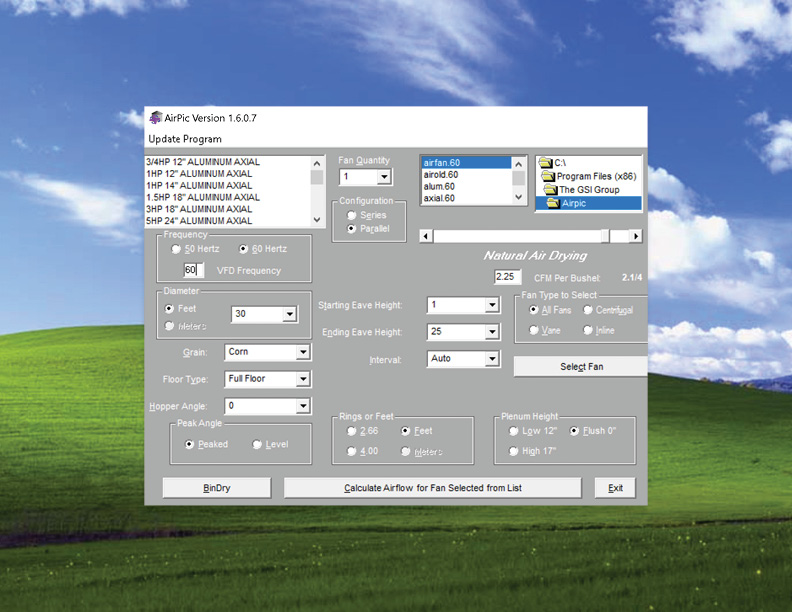 AirPic Version 1.6.0.7
Update Program
3/4HP 12" ALUMINUM AXIAL
1HP 12" ALUMINUM AXIAL
1HP 14" ALUMINUM AXIAL
1.5HP 18" ALUMINUM AXIAL
3HP 18" ALUMINUM AXIAL
5HP 24" ALUMINUM AXIAL
Fan Quantity
1
Configuration
Series
Parallel
airfan.60
airold.60
alum.60
axial.60
C:\
Program Files (x86)
The GSI Group
Airpic
Frequency
50 Hertz
60 Hertz
60
VFD Frequency
Natural Air Drying
2.25
CFM Per Bushel:
2.1/4
Diameter
Feet
Meters
30
Starting Eave Height:
1
Ending Eave Height:
25
Interval:
Auto
Fan Type to Select
All Fans
Centrifugal
Vane
Inline
Select Fan
Grain:
Corn
Floor Type:
Full Floor
Hopper Angle:
0
Peak Angle
Peaked
Level
Rings or Feet
2.66
Feet
4.00
Meters
Plenum Height
Low 12"
Flush 0"
High 17"
BinDry
Calculate Airflow for Fan Selected from List
Exit